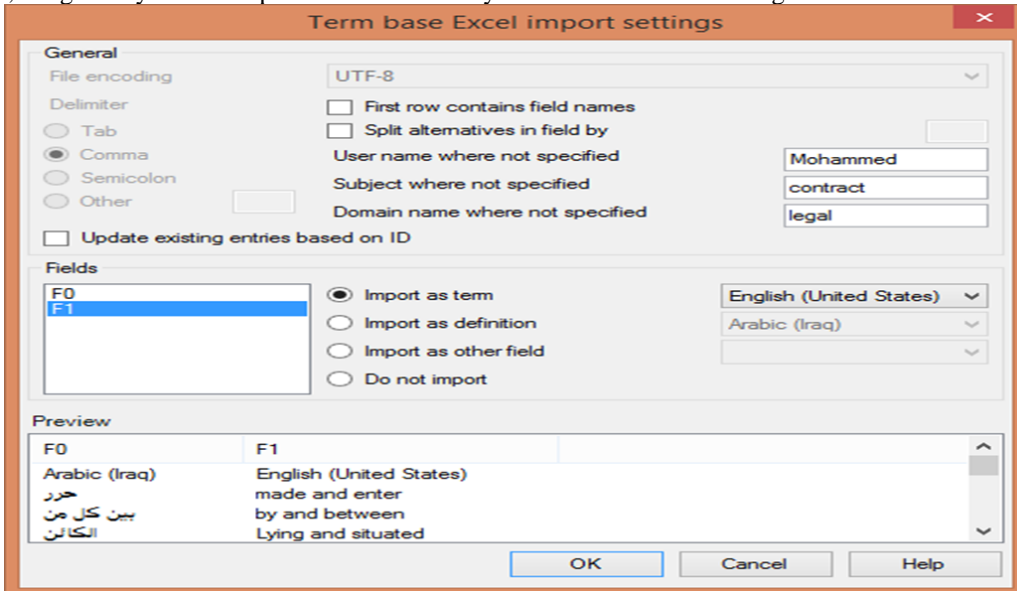 Term base Excel import settings
General
File encoding UTF-8
Delimiter
First row contains field names
Tab
Split alternatives in field by
Comma
User name where not specified Mohammed
Semicolon
Subject where not specified contract
Other
Domain name where not specified legal
Update existing entries based on ID
Fields
F0
F1
Import as term English (United States)
Import as definition Arabic (Iraq)
Import as other field
Do not import
Preview
F0 F1
Arabic (Iraq) English (United States)
حرر made and enter
بين كل من by and between
الكائن Lying and situated
OK Cancel Help